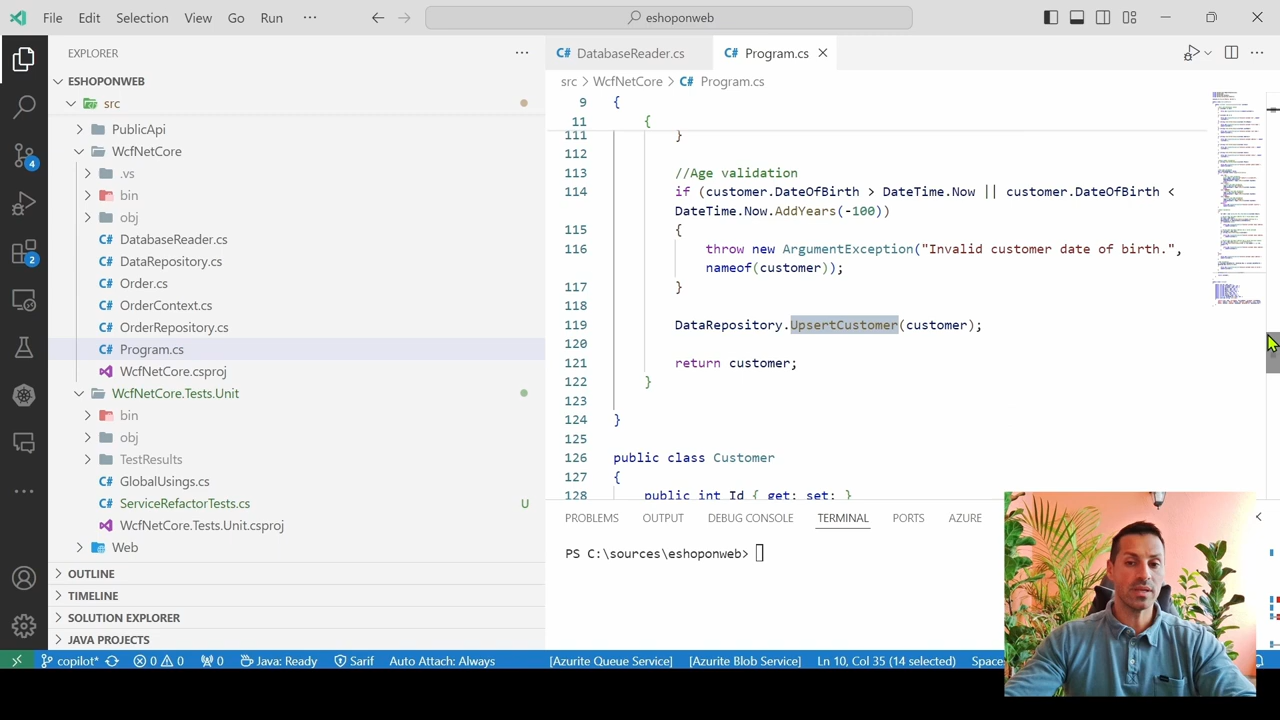 File Edit Selection View Go Run ··· eshoponweb
EXPLORER ···
ESHOPONWEB
src
PublicApi
WcfNetCore
.vs
bin
obj
C# DatabaseReader.cs
C# DataRepository.cs
C# Order.cs
C# OrderContext.cs
C# OrderRepository.cs
C# Program.cs
WcfNetCore.csproj
WcfNetCore.Tests.Unit
bin
obj
TestResults
C# GlobalUsings.cs
C# ServiceRefactorTests.cs U
WcfNetCore.Tests.Unit.csproj
Web
OUTLINE
TIMELINE
SOLUTION EXPLORER
JAVA PROJECTS
4
2
C# DatabaseReader.cs C# Program.cs
src > WcfNetCore > C# Program.cs
9 {
11 {
111 }
112
113 //Age validation
114 if (customer.DateOfBirth > DateTime.Now || customer.DateOfBirth <
DateTime.Now.AddYears(-100))
115 {
116 throw new ArgumentException("Invalid customer date of birth.",
nameof(customer));
117 }
118
119 DataRepository.UpsertCustomer(customer);
120
121 return customer;
122 }
123
124 }
125
126 public class Customer
127 {
128 public int Id { get; set; }
PROBLEMS OUTPUT DEBUG CONSOLE TERMINAL PORTS AZURE
PS C:\sources\eshoponweb>
copilot* 0 0 0 Java: Ready Sarif Auto Attach: Always [Azurite Queue Service] [Azurite Blob Service] Ln 10, Col 35 (14 selected)